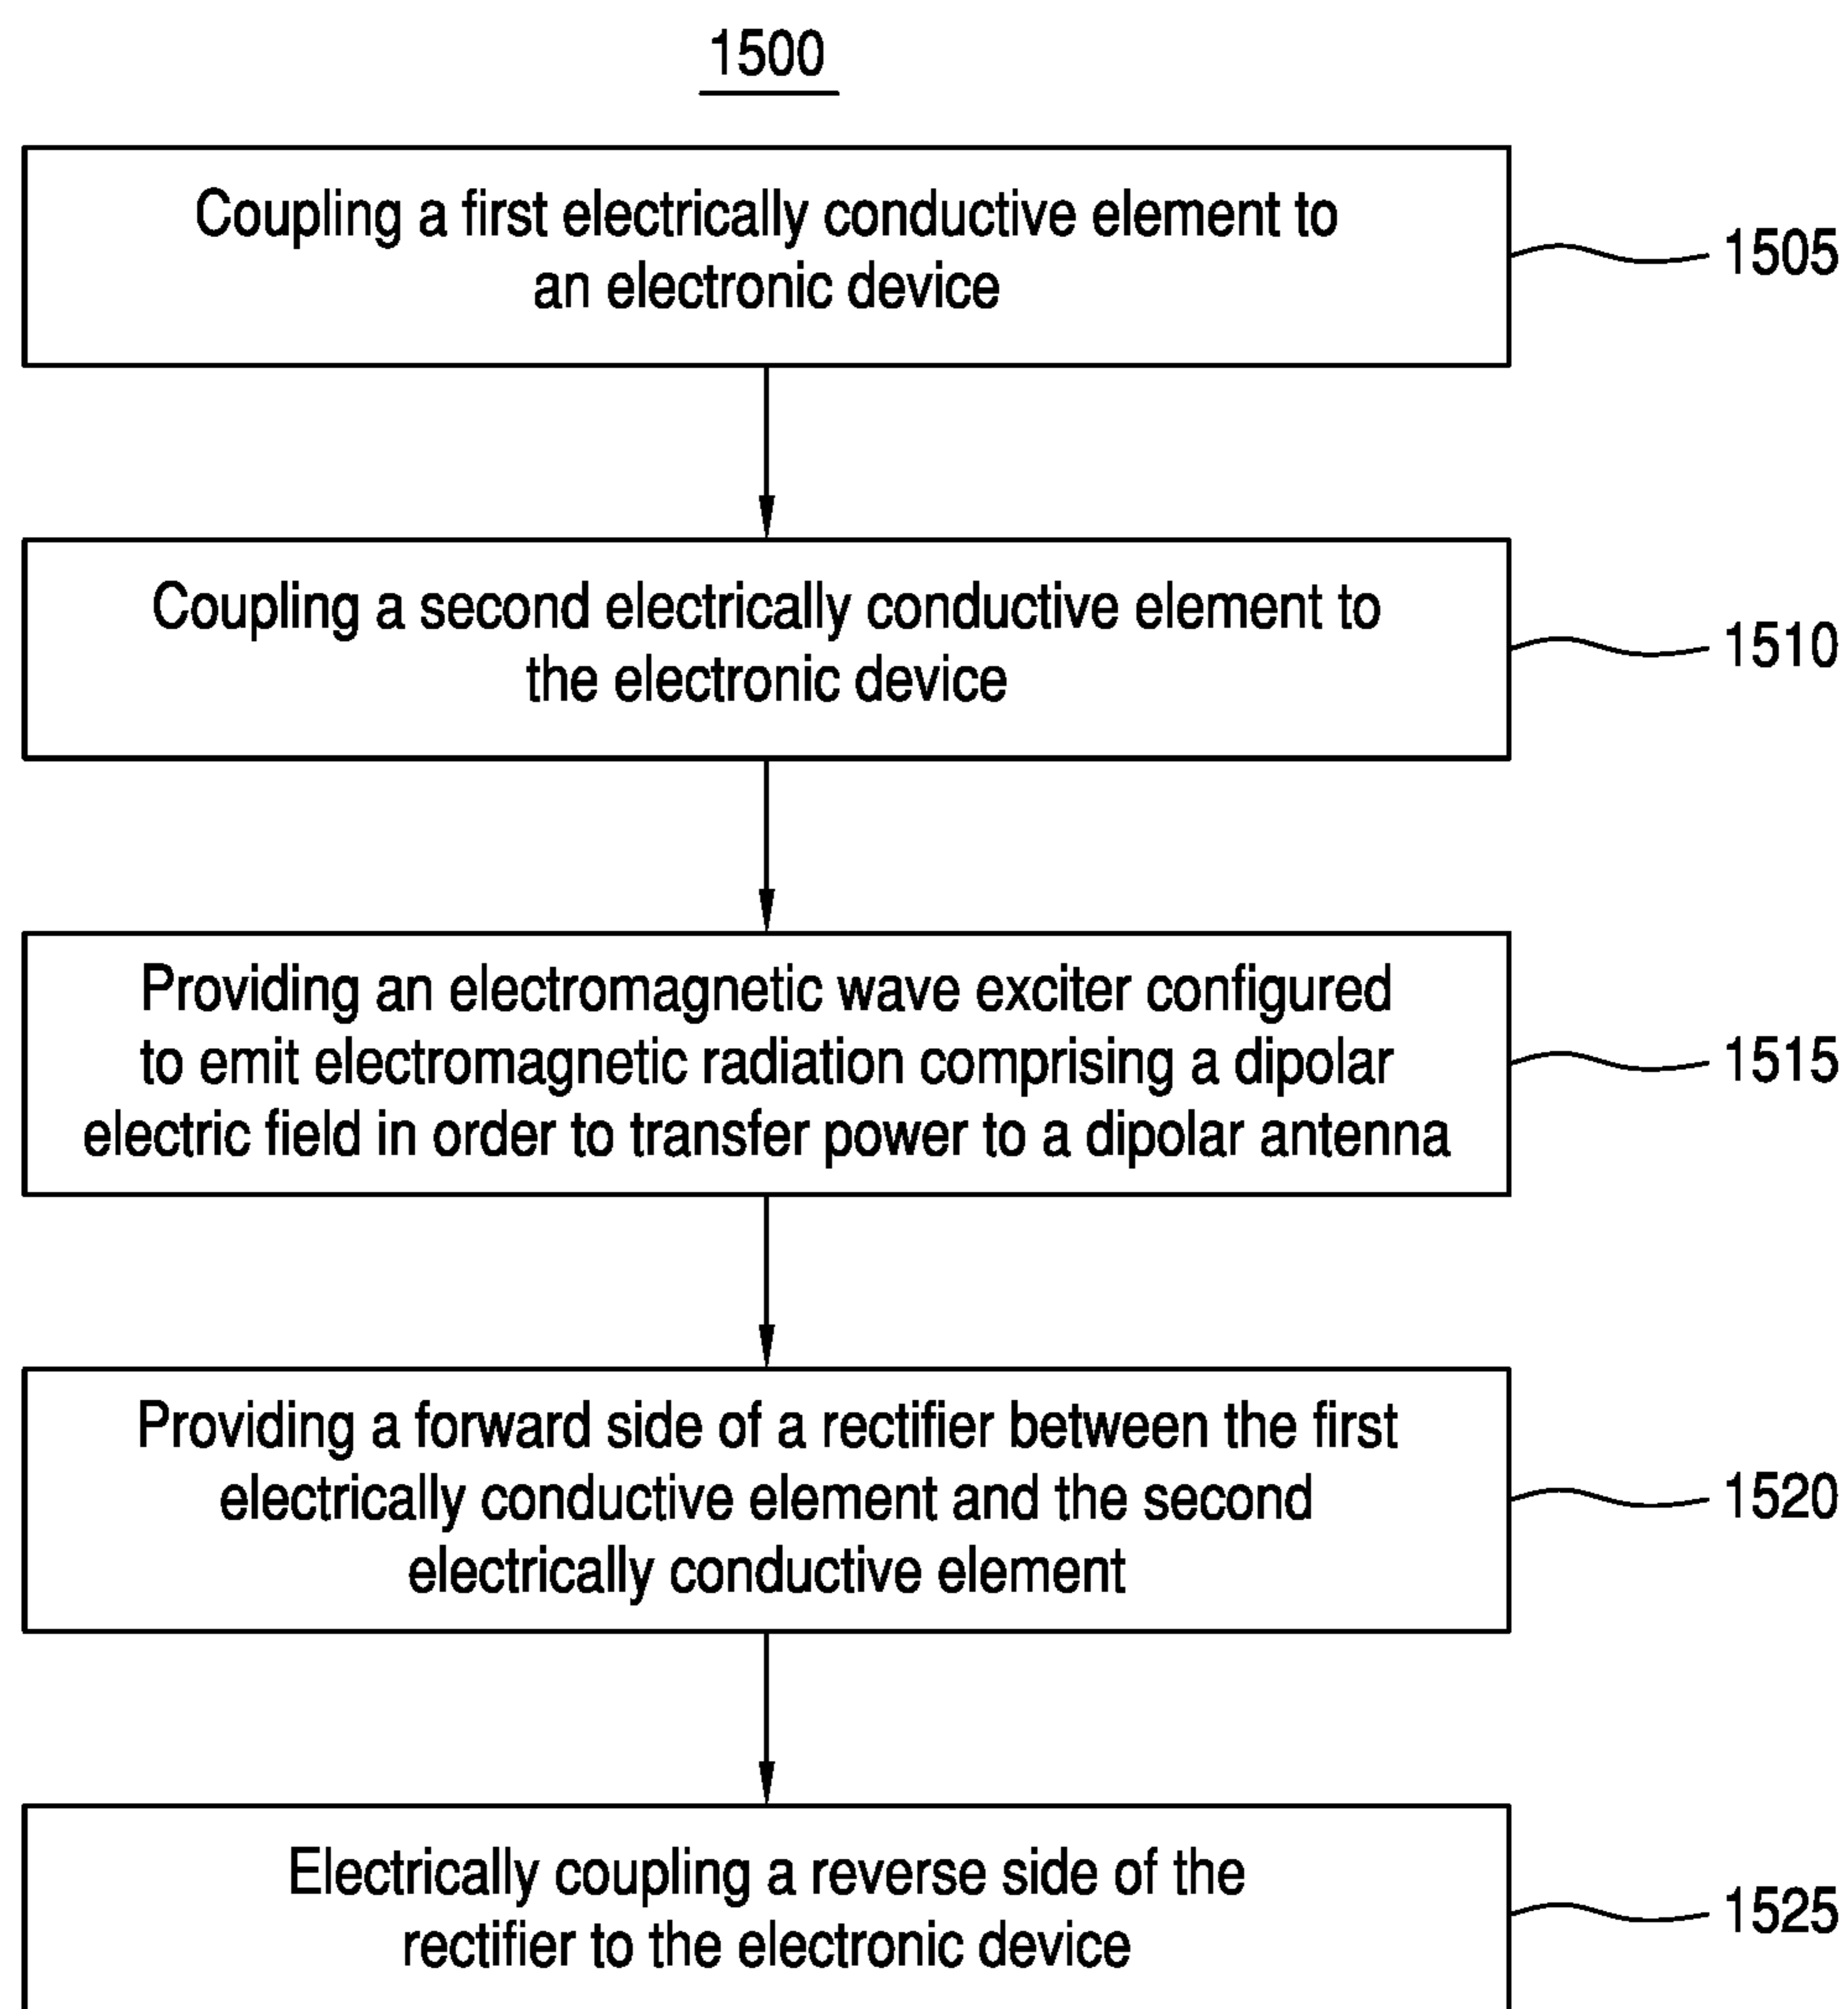 1500
Coupling a first electrically conductive element to
an electronic device
1505
Coupling a second electrically conductive element to
the electronic device
1510
Providing an electromagnetic wave exciter configured
to emit electromagnetic radiation comprising a dipolar
electric field in order to transfer power to a dipolar antenna
1515
Providing a forward side of a rectifier between the first
electrically conductive element and the second
electrically conductive element
1520
Electrically coupling a reverse side of the
rectifier to the electronic device
1525